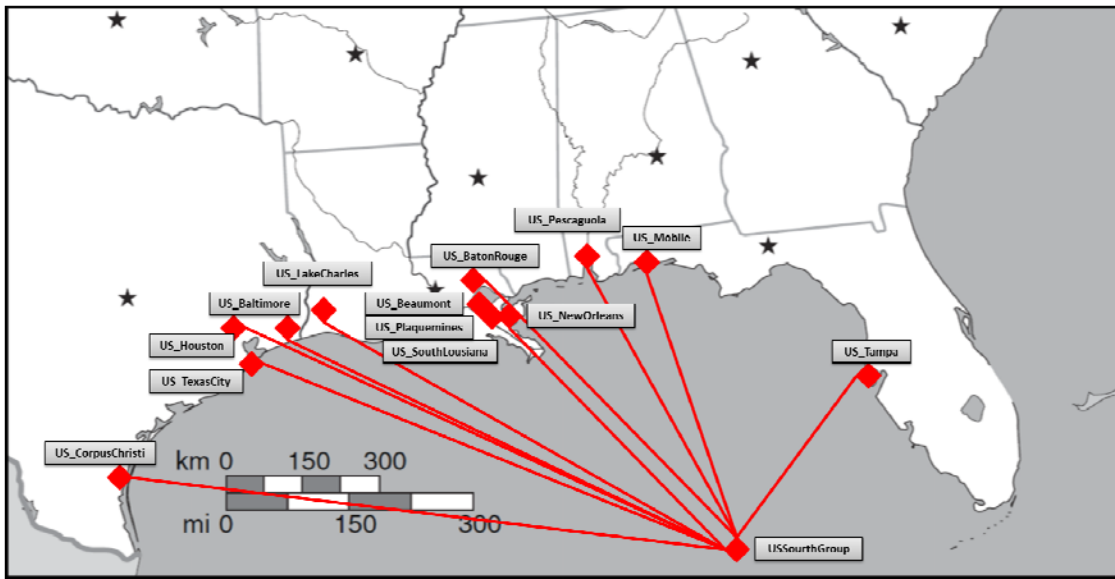 US_Pescaguola
US_Mobile
US_BatonRouge
US_LakeCharles
US_Baltimore
US_Beaumont
US_NewOrleans
US_Plaquemines
US_Houston
US_SouthLousiana
US_Tampa
US_TexasCity
US_CorpusChristi
km 0 150 300
mi 0 150 300
USSourthGroup